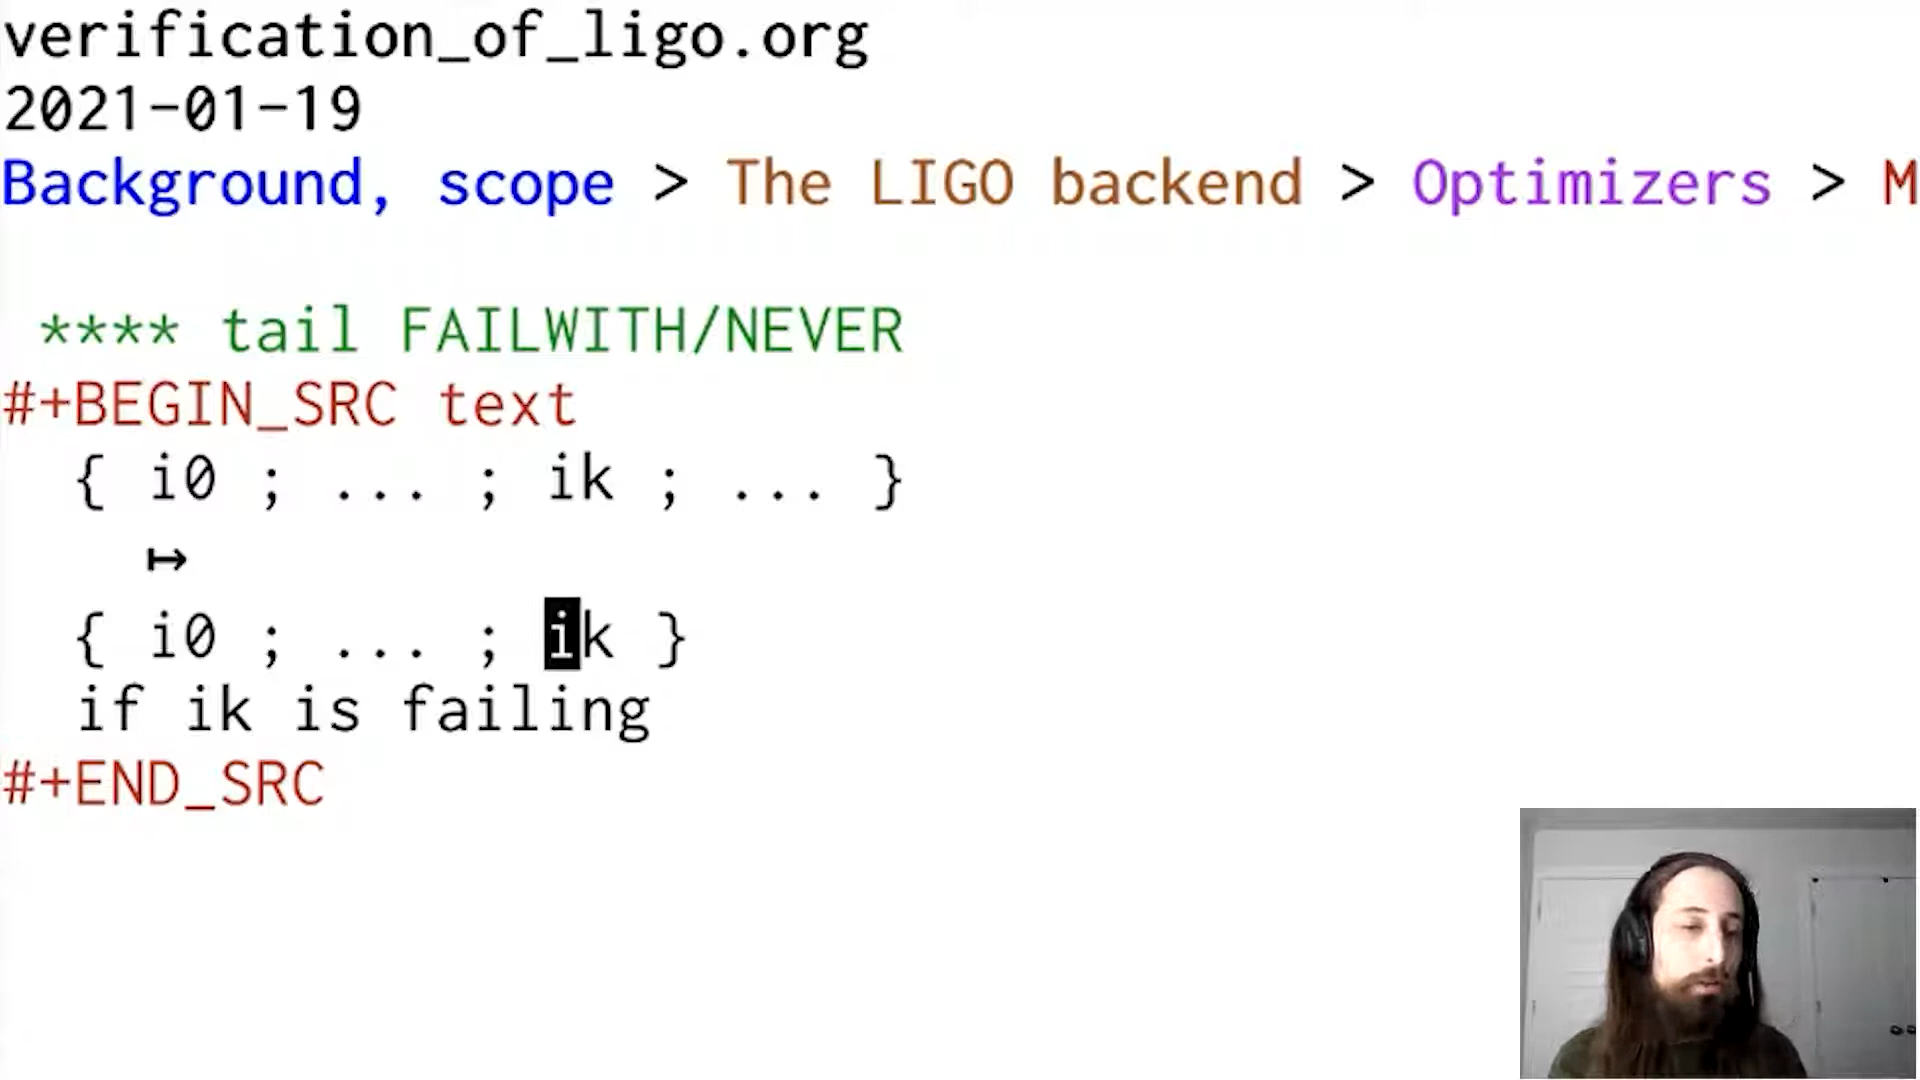 verification_of_ligo.org
2021-01-19
Background, scope > The LIGO backend > Optimizers > M
**** tail FAILWITH/NEVER
#+BEGIN_SRC text
{ i0 ; ... ; ik ; ... }
↦
{ i0 ; ... ; ik }
if ik is failing
#+END_SRC